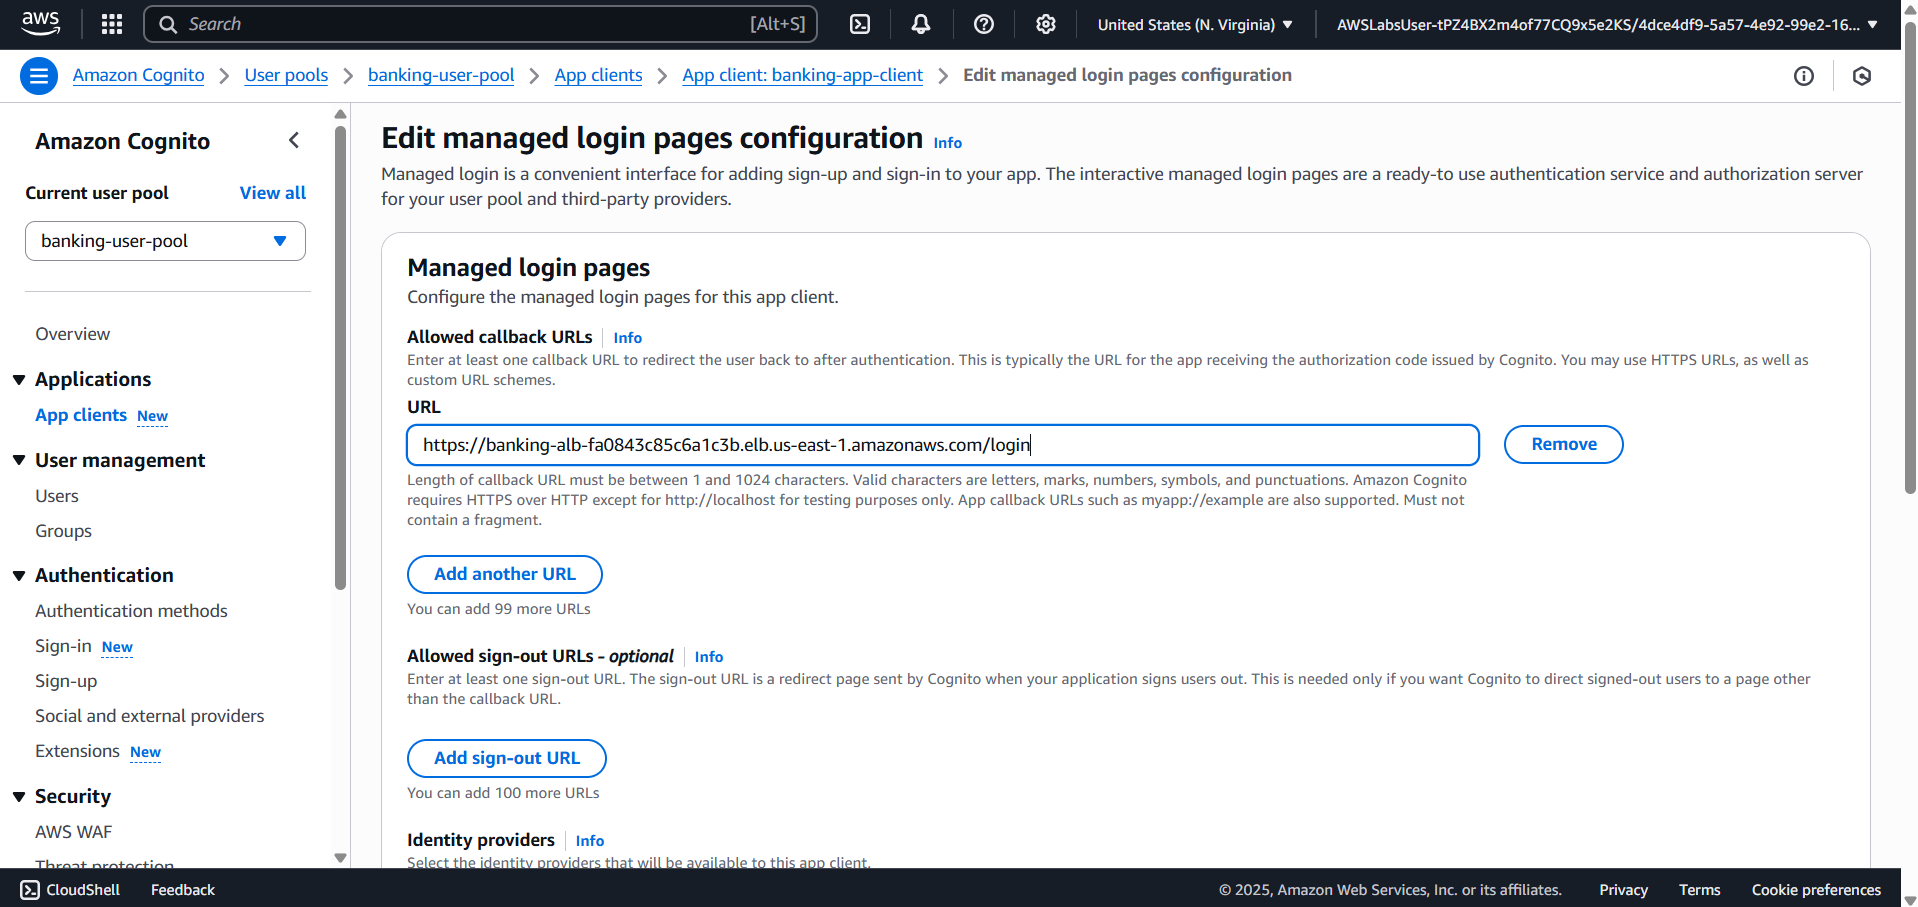 aws
Search [Alt+S]
United States (N. Virginia)
AWSLabsUser-tPZ4BX2m4of77CQ9x5e2KS/4dce4df9-5a57-4e92-99e2-16...
Amazon Cognito
User pools
banking-user-pool
App clients
App client: banking-app-client
Edit managed login pages configuration
Amazon Cognito
Current user pool
View all
banking-user-pool
Overview
Applications
App clients New
User management
Users
Groups
Authentication
Authentication methods
Sign-in New
Sign-up
Social and external providers
Extensions New
Security
AWS WAF
Threat protection
Edit managed login pages configuration Info
Managed login is a convenient interface for adding sign-up and sign-in to your app. The interactive managed login pages are a ready-to use authentication service and authorization server
for your user pool and third-party providers.
Managed login pages
Configure the managed login pages for this app client.
Allowed callback URLs Info
Enter at least one callback URL to redirect the user back to after authentication. This is typically the URL for the app receiving the authorization code issued by Cognito. You may use HTTPS URLs, as well as
custom URL schemes.
URL
https://banking-alb-fa0843c85c6a1c3b.elb.us-east-1.amazonaws.com/login
Remove
Length of callback URL must be between 1 and 1024 characters. Valid characters are letters, marks, numbers, symbols, and punctuations. Amazon Cognito
requires HTTPS over HTTP except for http://localhost for testing purposes only. App callback URLs such as myapp://example are also supported. Must not
contain a fragment.
Add another URL
You can add 99 more URLs
Allowed sign-out URLs - optional Info
Enter at least one sign-out URL. The sign-out URL is a redirect page sent by Cognito when your application signs users out. This is needed only if you want Cognito to direct signed-out users to a page other
than the callback URL.
Add sign-out URL
You can add 100 more URLs
Identity providers Info
Select the identity providers that will be available to this app client.
CloudShell
Feedback
© 2025, Amazon Web Services, Inc. or its affiliates.
Privacy
Terms
Cookie preferences